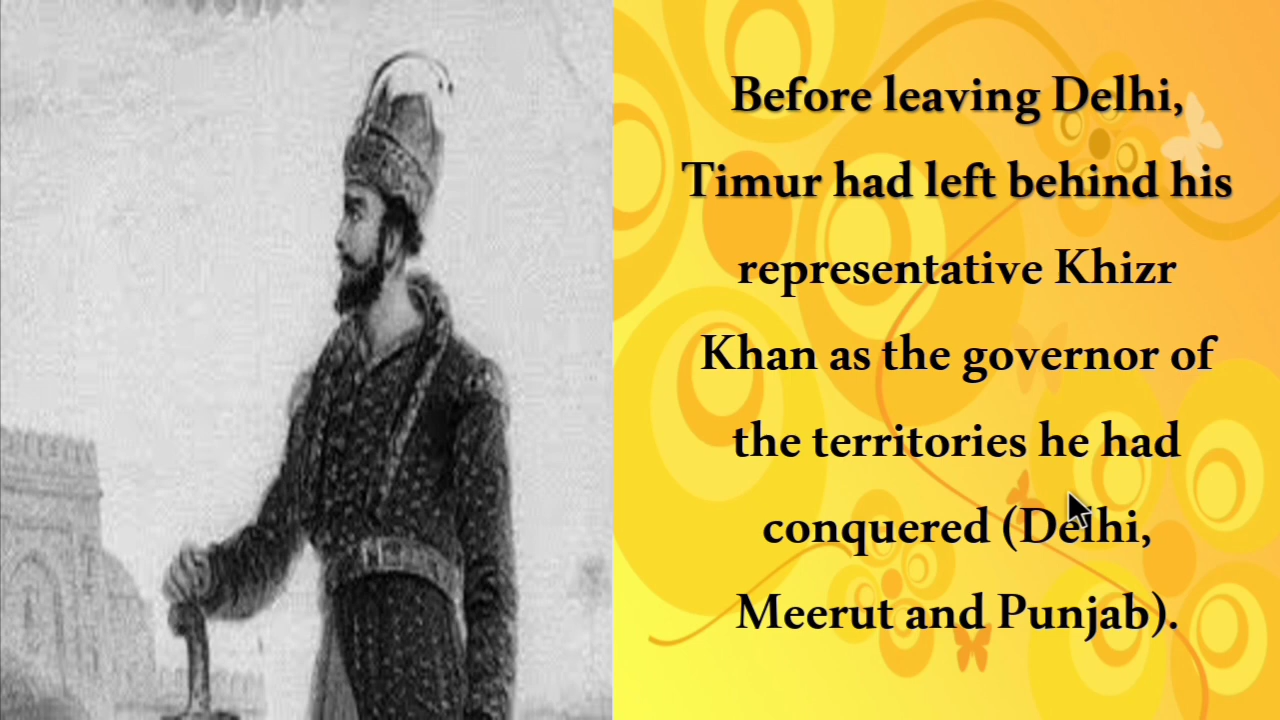 Before leaving Delhi,
Timur had left behind his
representative Khizr
Khan as the governor of
the territories he had
conquered (Delhi,
Meerut and Punjab).